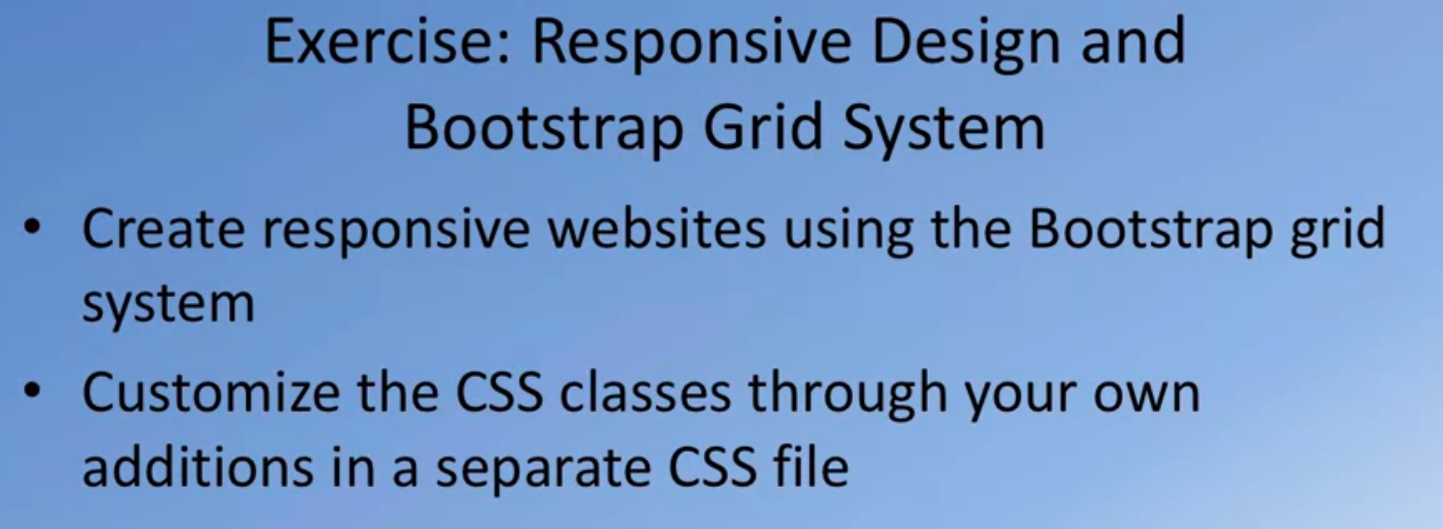 Exercise: Responsive Design and
Bootstrap Grid System
• Create responsive websites using the Bootstrap grid
system
• Customize the CSS classes through your own
additions in a separate CSS file